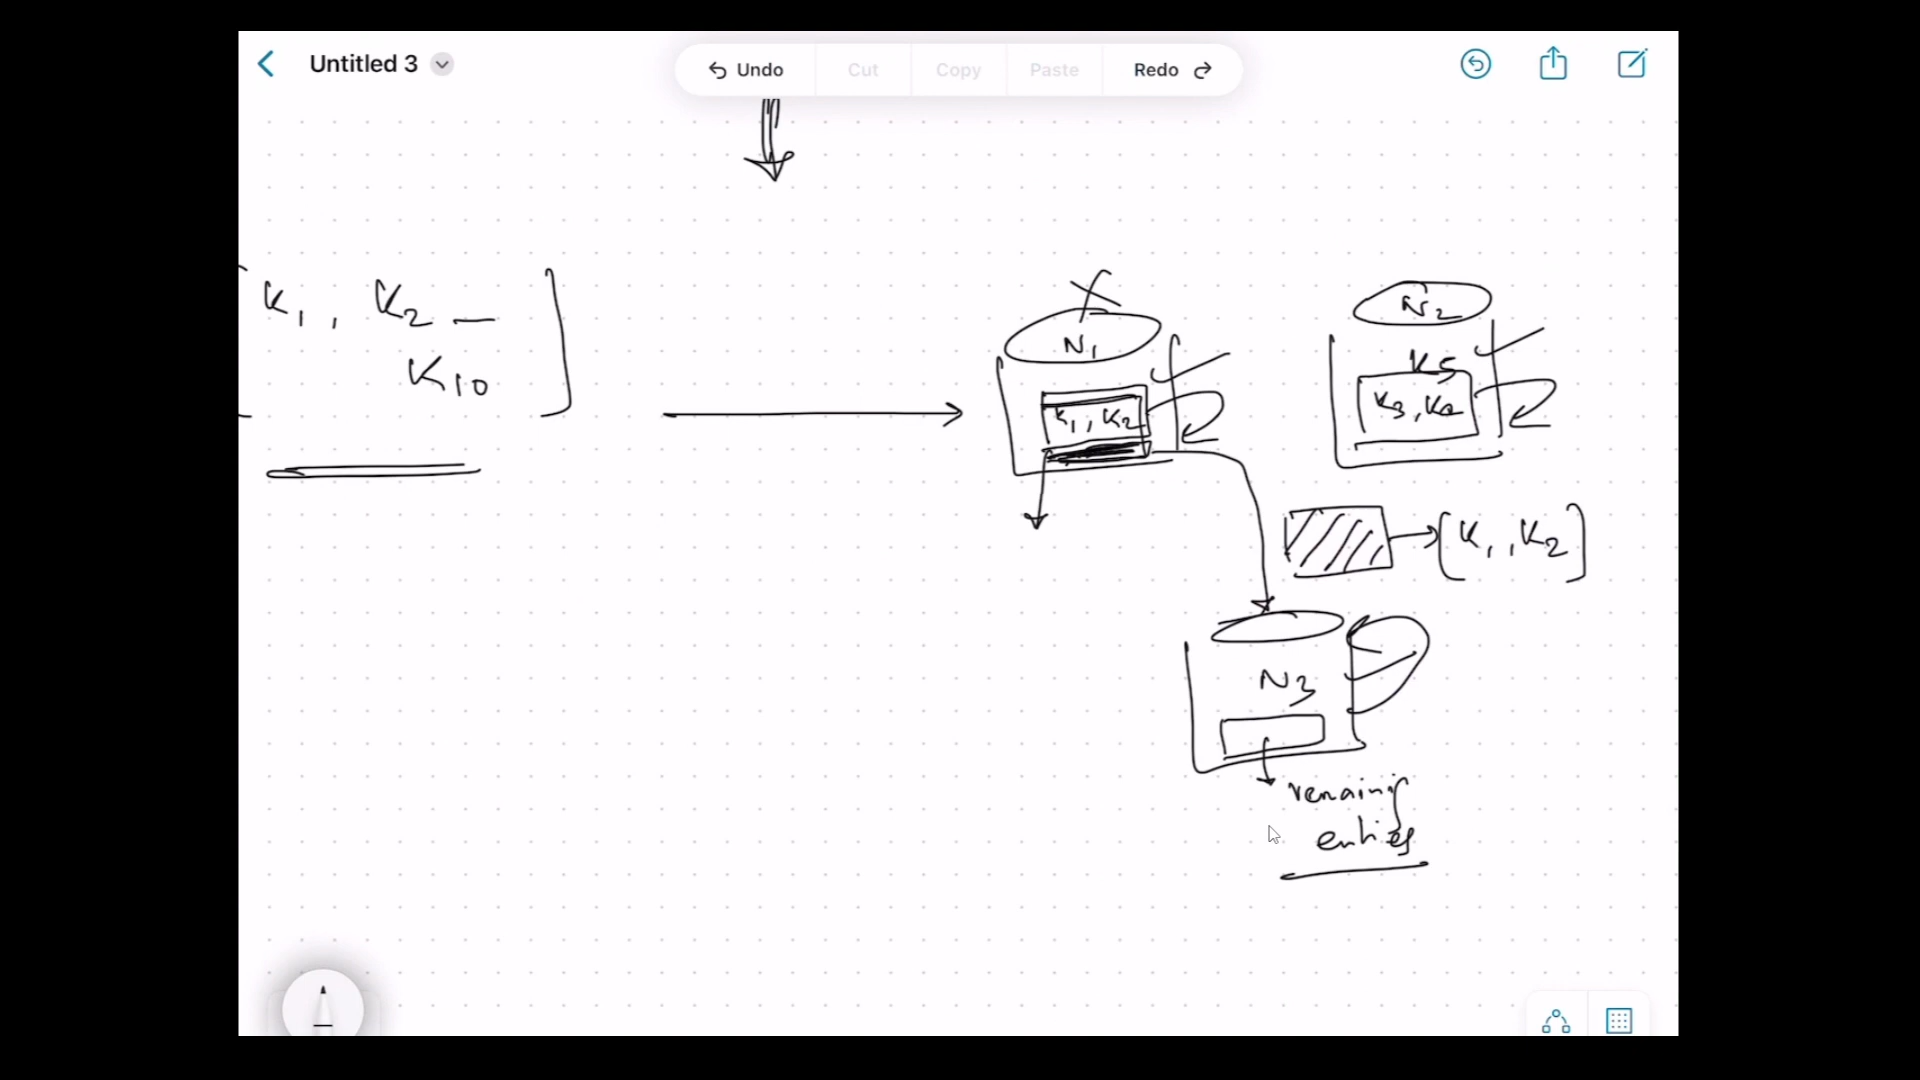 Untitled 3
Undo Cut Copy Paste Redo
K1, K2 —
K10
N1
K1, K2
N2
K5
K3, K4
[K1, K2]
N3
remaining
entries